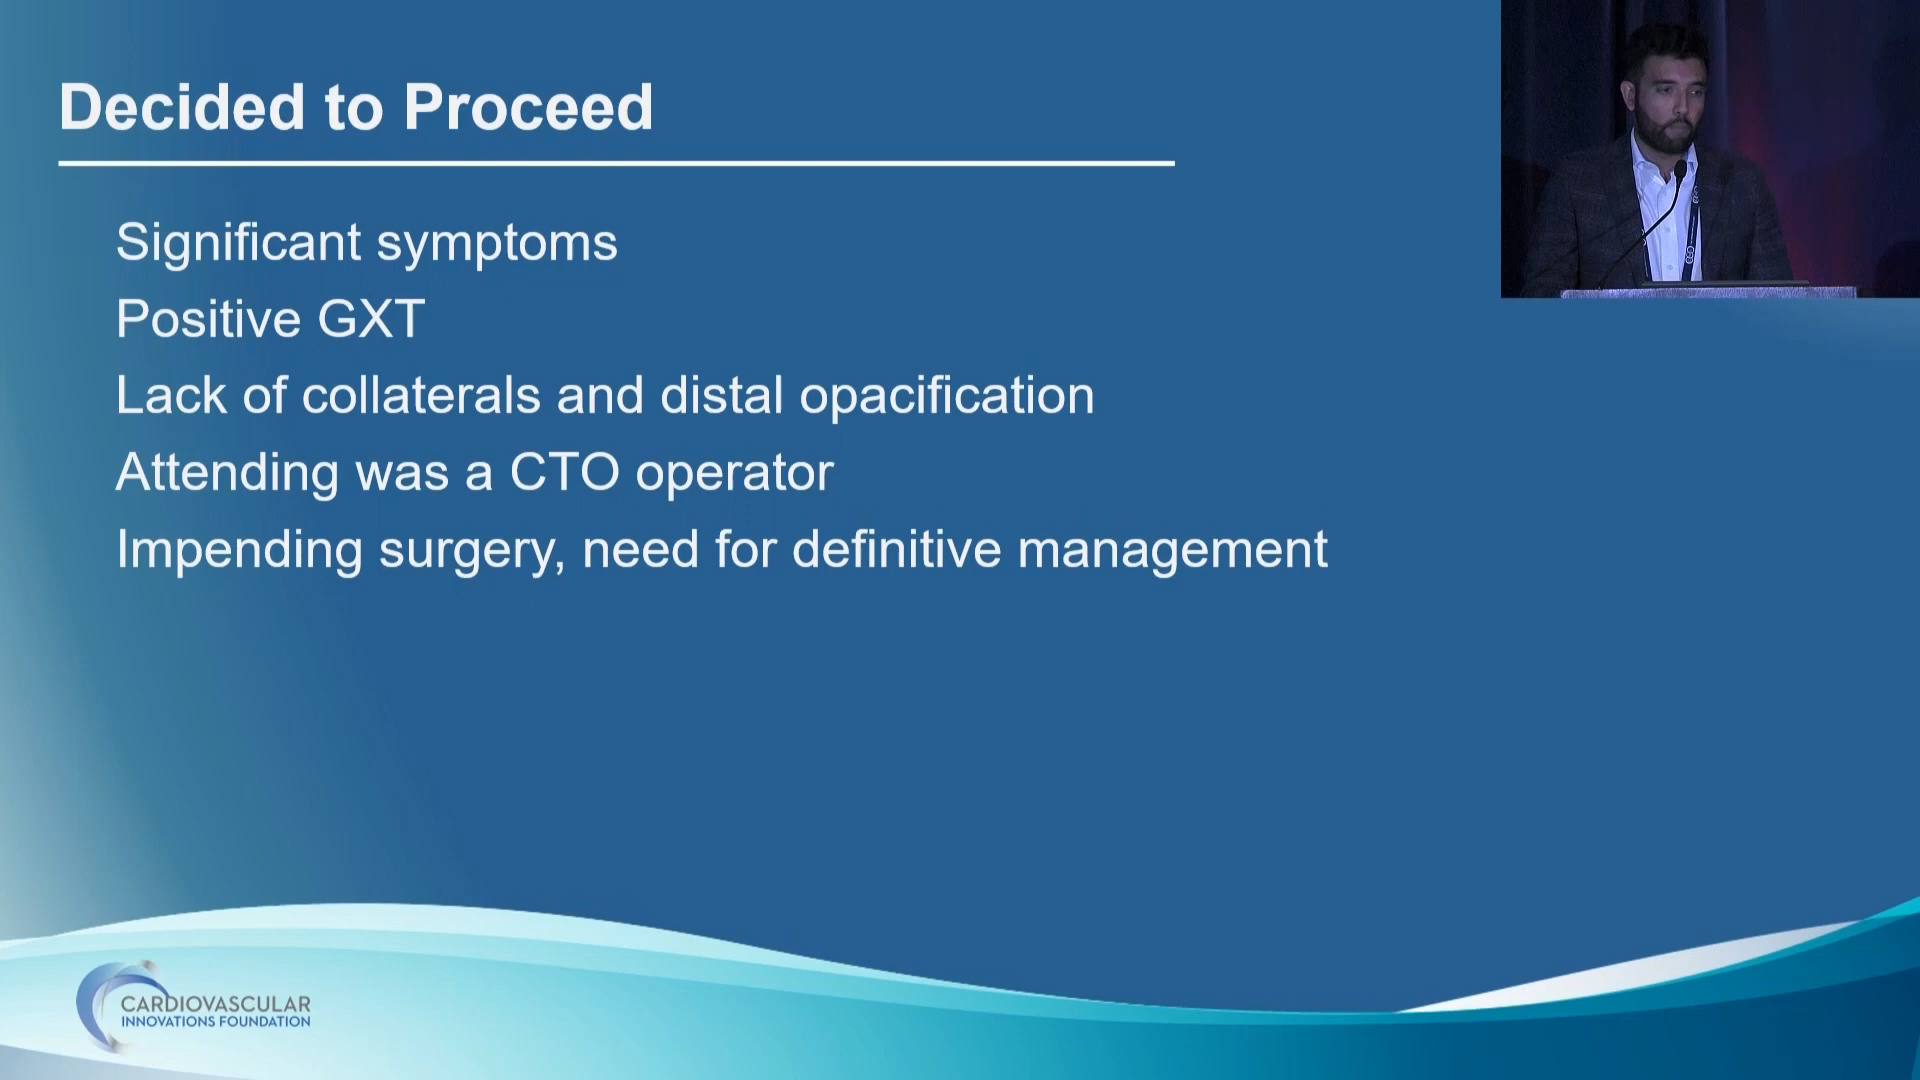 Decided to Proceed
Significant symptoms
Positive GXT
Lack of collaterals and distal opacification
Attending was a CTO operator
Impending surgery, need for definitive management
CARDIOVASCULAR
INNOVATIONS FOUNDATION